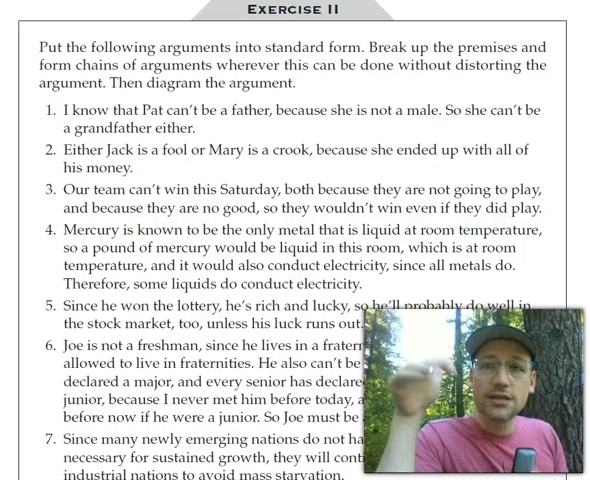 EXERCISE II
Put the following arguments into standard form. Break up the premises and
form chains of arguments wherever this can be done without distorting the
argument. Then diagram the argument.
1. I know that Pat can't be a father, because she is not a male. So she can't be
a grandfather either.
2. Either Jack is a fool or Mary is a crook, because she ended up with all of
his money.
3. Our team can't win this Saturday, both because they are not going to play,
and because they are no good, so they wouldn't win even if they did play.
4. Mercury is known to be the only metal that is liquid at room temperature,
so a pound of mercury would be liquid in this room, which is at room
temperature, and it would also conduct electricity, since all metals do.
Therefore, some liquids do conduct electricity.
5. Since he won the lottery, he's rich and lucky, so he'll probably do well in
the stock market, too, unless his luck runs out.
6. Joe is not a freshman, since he lives in a
allowed to live in fraternities. He also can't be
declared a major, and every senior has
junior, because I never met him before today,
before now if he were a junior. So Joe must be
7. Since many newly emerging nations do not
necessary for sustained growth, they will
industrial nations to avoid mass starvation.